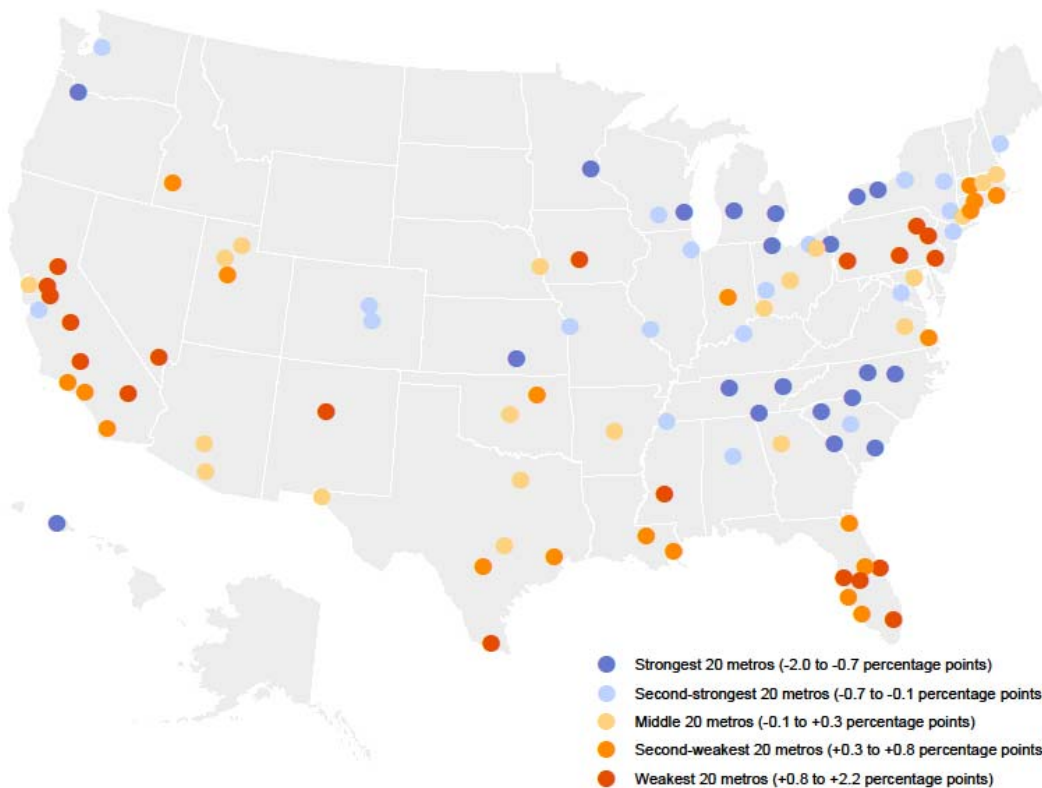 Strongest 20 metros (-2.0 to -0.7 percentage points)
Second-strongest 20 metros (-0.7 to -0.1 percentage points
Middle 20 metros (-0.1 to +0.3 percentage points)
Second-weakest 20 metros (+0.3 to +0.8 percentage points
Weakest 20 metros (+0.8 to +2.2 percentage points)